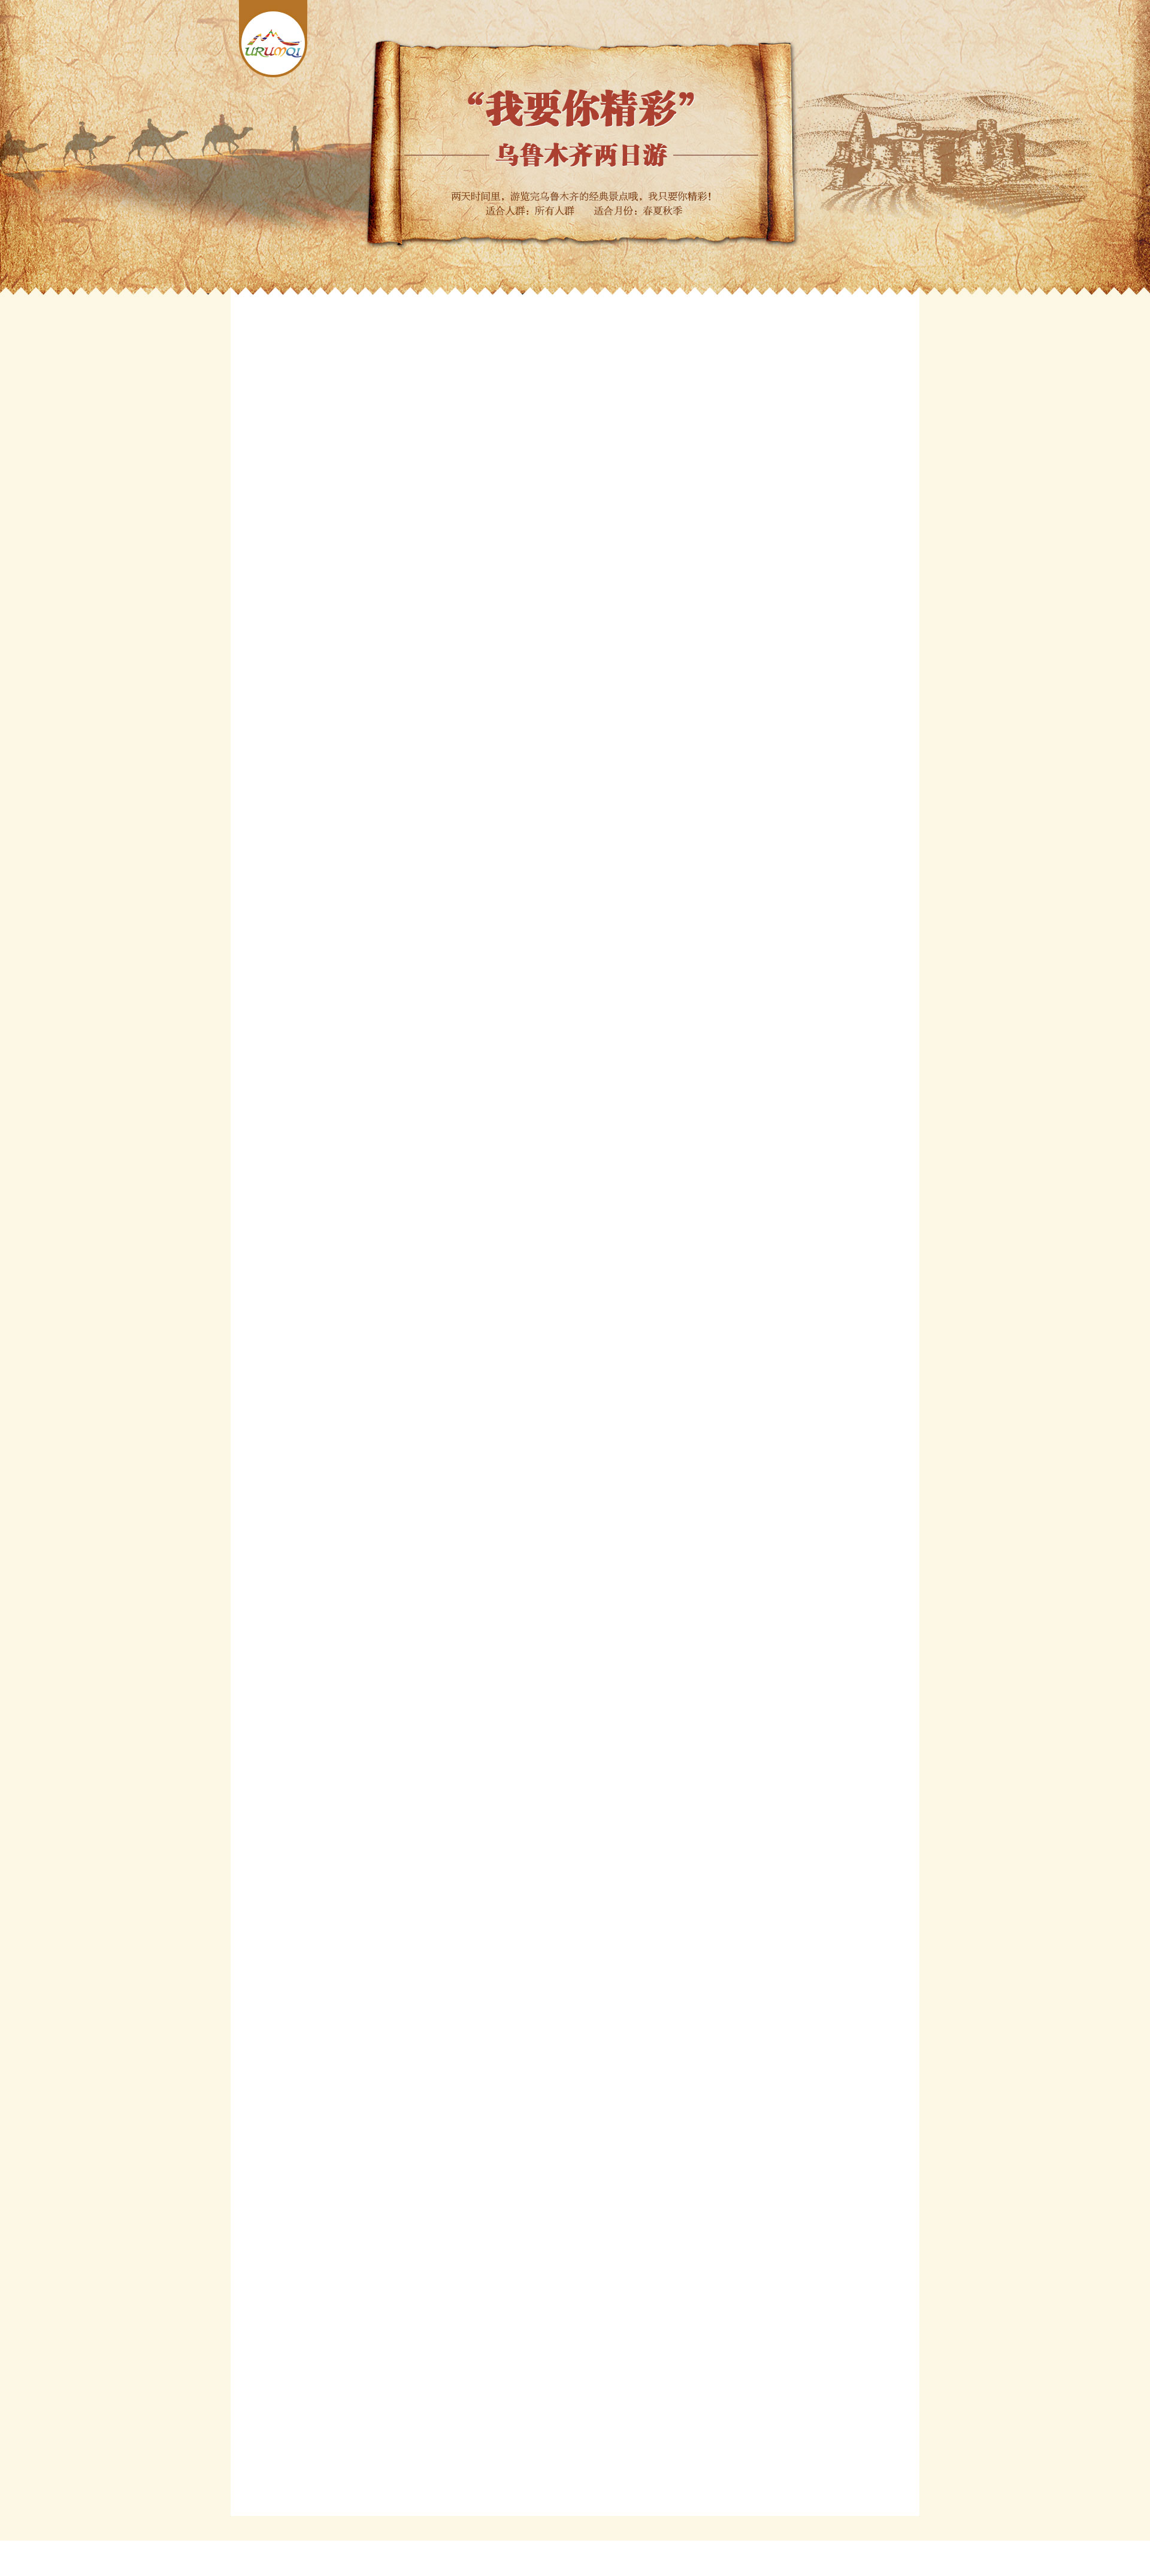 URUMQI
“我要你精彩”
乌鲁木齐两日游
两天时间里，游览完乌鲁木齐的经典景点哦，我只要你精彩！
适合人群：所有人群 适合月份：春夏秋季